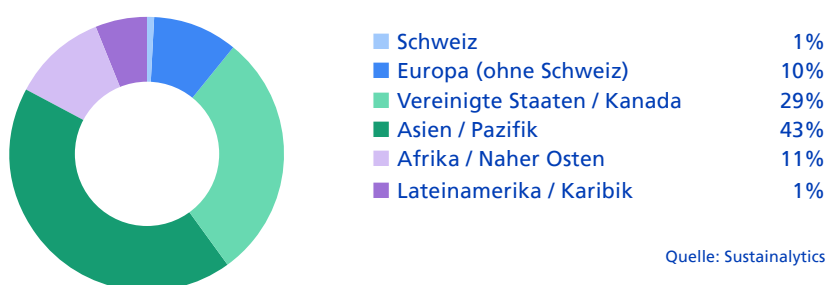 Schweiz 1%
Europa (ohne Schweiz) 10%
Vereinigte Staaten / Kanada 29%
Asien / Pazifik 43%
Afrika / Naher Osten 11%
Lateinamerika / Karibik 1%
Quelle: Sustainalytics